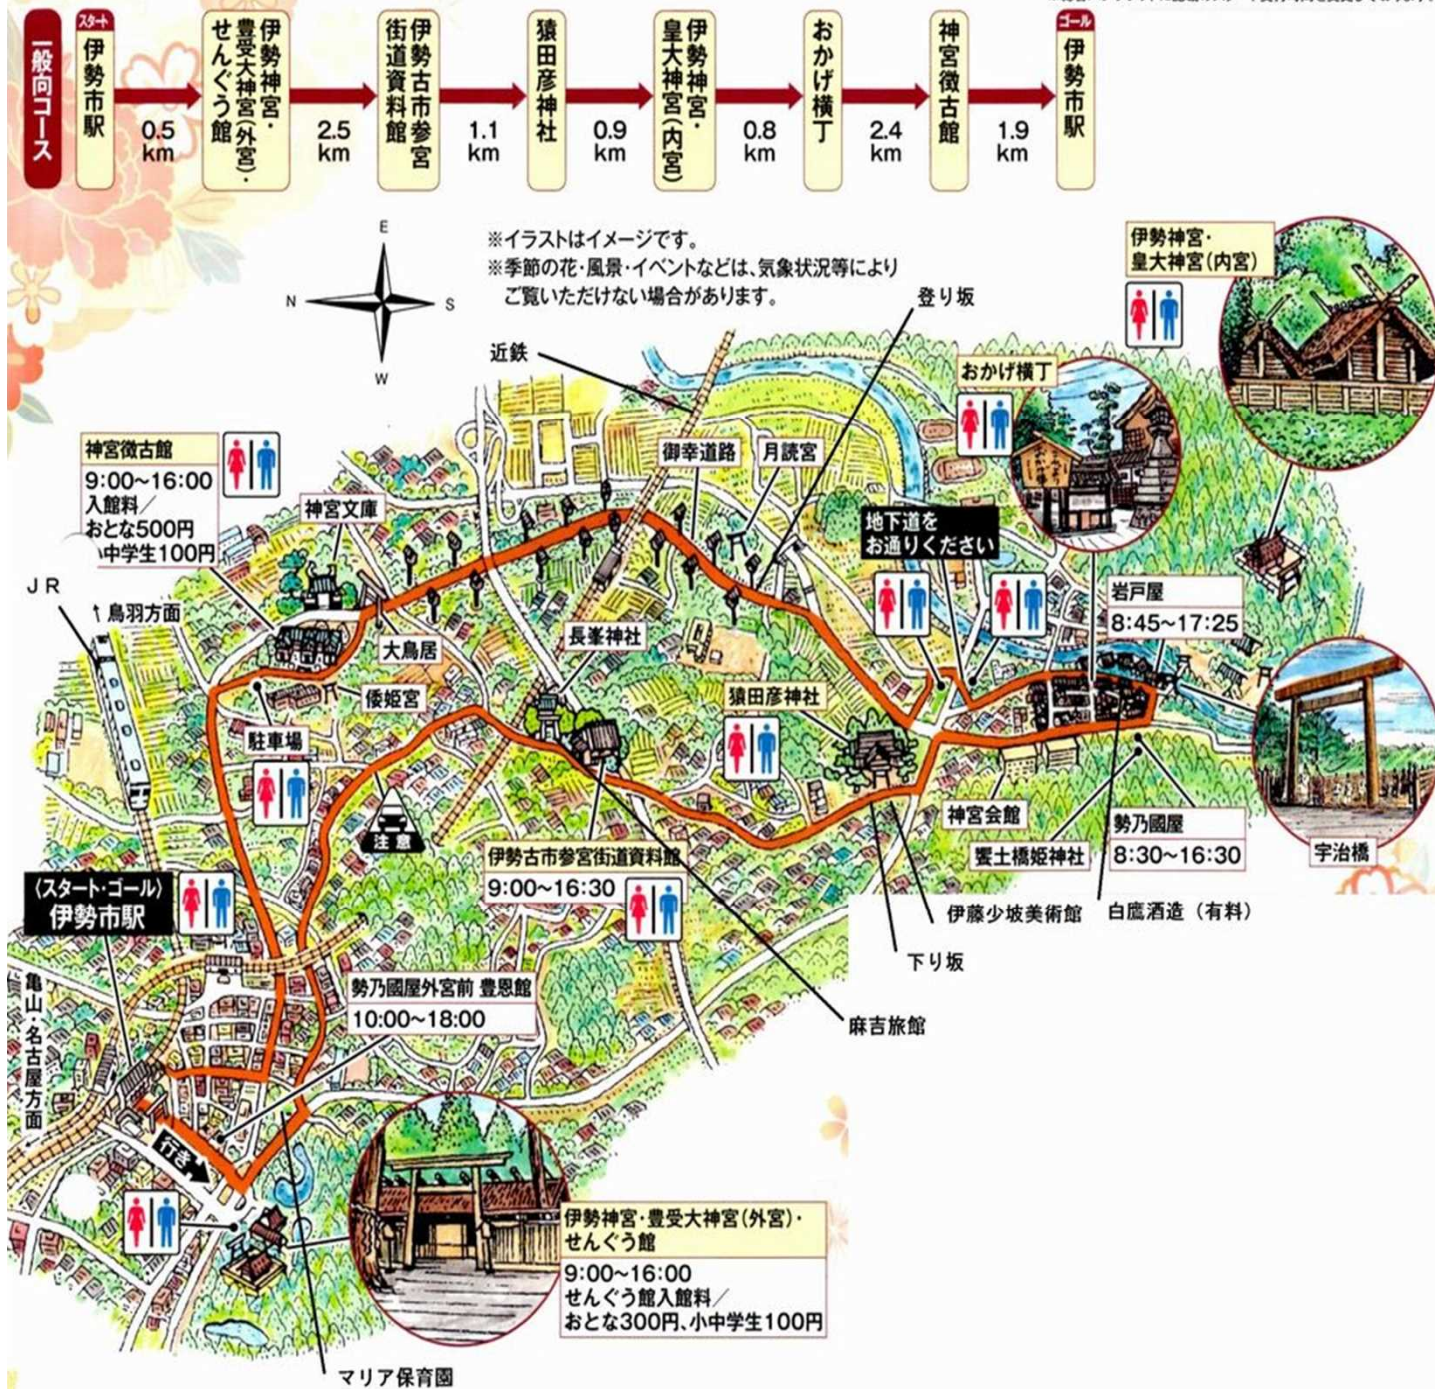 一般向コース
スタート
伊勢市駅
0.5
km
伊勢神宮・
豊受大神宮(外宮)・
せんぐう館
2.5
km
伊勢古市参宮
街道資料館
1.1
km
猿田彦神社
0.9
km
伊勢神宮・
皇大神宮(内宮)
0.8
km
おかげ横丁
2.4
km
神宮徴古館
1.9
km
ゴール
伊勢市駅
E
N
S
W
※イラストはイメージです。
※季節の花・風景・イベントなどは、気象状況等により
ご覧いただけない場合があります。
伊勢神宮・
皇大神宮(内宮)
登り坂
近鉄
おかげ横丁
神宮徴古館
9:00~16:00
入館料/
おとな500円
小中学生100円
御幸道路
月読宮
神宮文庫
地下道を
お通りください
JR
↑鳥羽方面
岩戸屋
8:45~17:25
大鳥居
長峯神社
倭姫宮
猿田彦神社
駐車場
注意
神宮会館
勢乃國屋
8:30~16:30
饗土橋姫神社
宇治橋
伊勢古市参宮街道資料館
9:00~16:30
〈スタート・ゴール〉
伊勢市駅
伊藤少坡美術館
白鷹酒造(有料)
下り坂
亀山・名古屋方面
勢乃國屋外宮前 豊恩館
10:00~18:00
麻吉旅館
行き
伊勢神宮・豊受大神宮(外宮)・
せんぐう館
9:00~16:00
せんぐう館入館料/
おとな300円、小中学生100円
マリア保育園